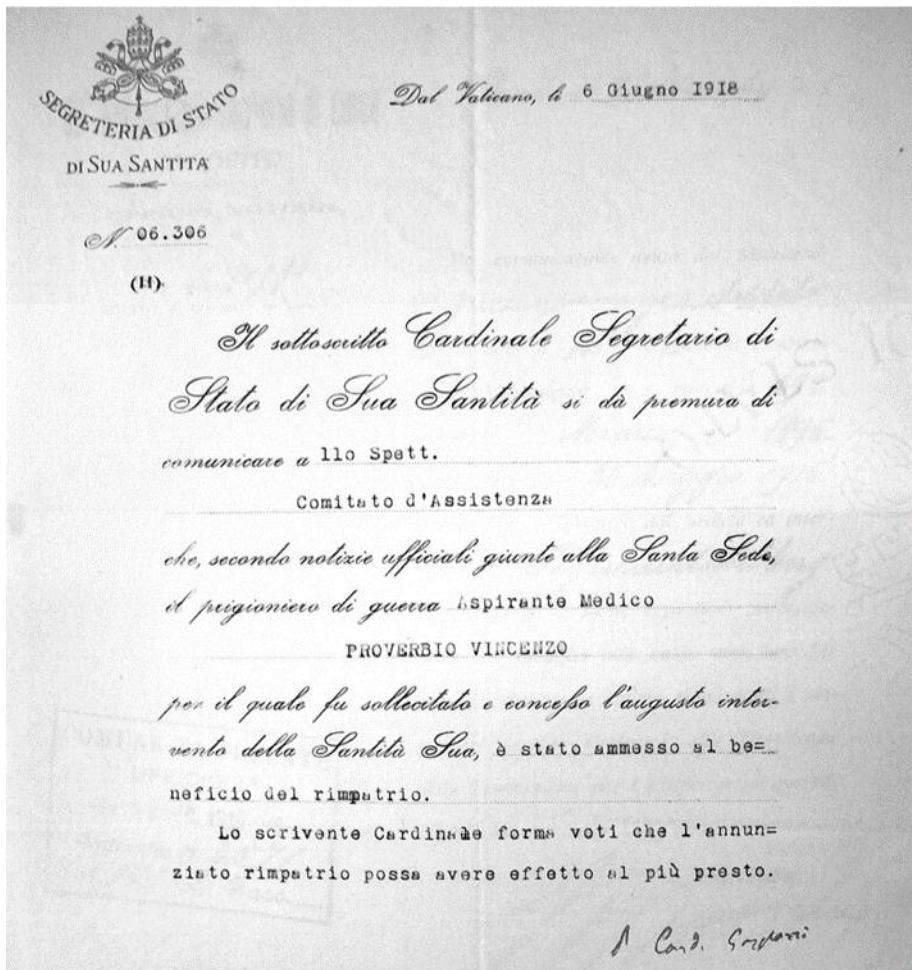 SEGRETERIA DI STATO
DI SUA SANTITÀ
Dal Vaticano, li 6 Giugno 1918
N. 06.306
(H).
Il sottoscritto Cardinale Segretario di
Stato di Sua Santità si dà premura di
comunicare a llo Spett.
Comitato d'Assistenza
che, secondo notizie ufficiali giunte alla Santa Sede,
il prigioniero di guerra Aspirante Medico
PROVERBIO VINCENZO
per il quale fu sollecitato e concesso l'augusto inter-
vento della Santità Sua, è stato ammesso al be=
neficio del rimpatrio.
Lo scrivente Cardinale forma voti che l'annun=
ziato rimpatrio possa avere effetto al più presto.
P Card. Gasparri